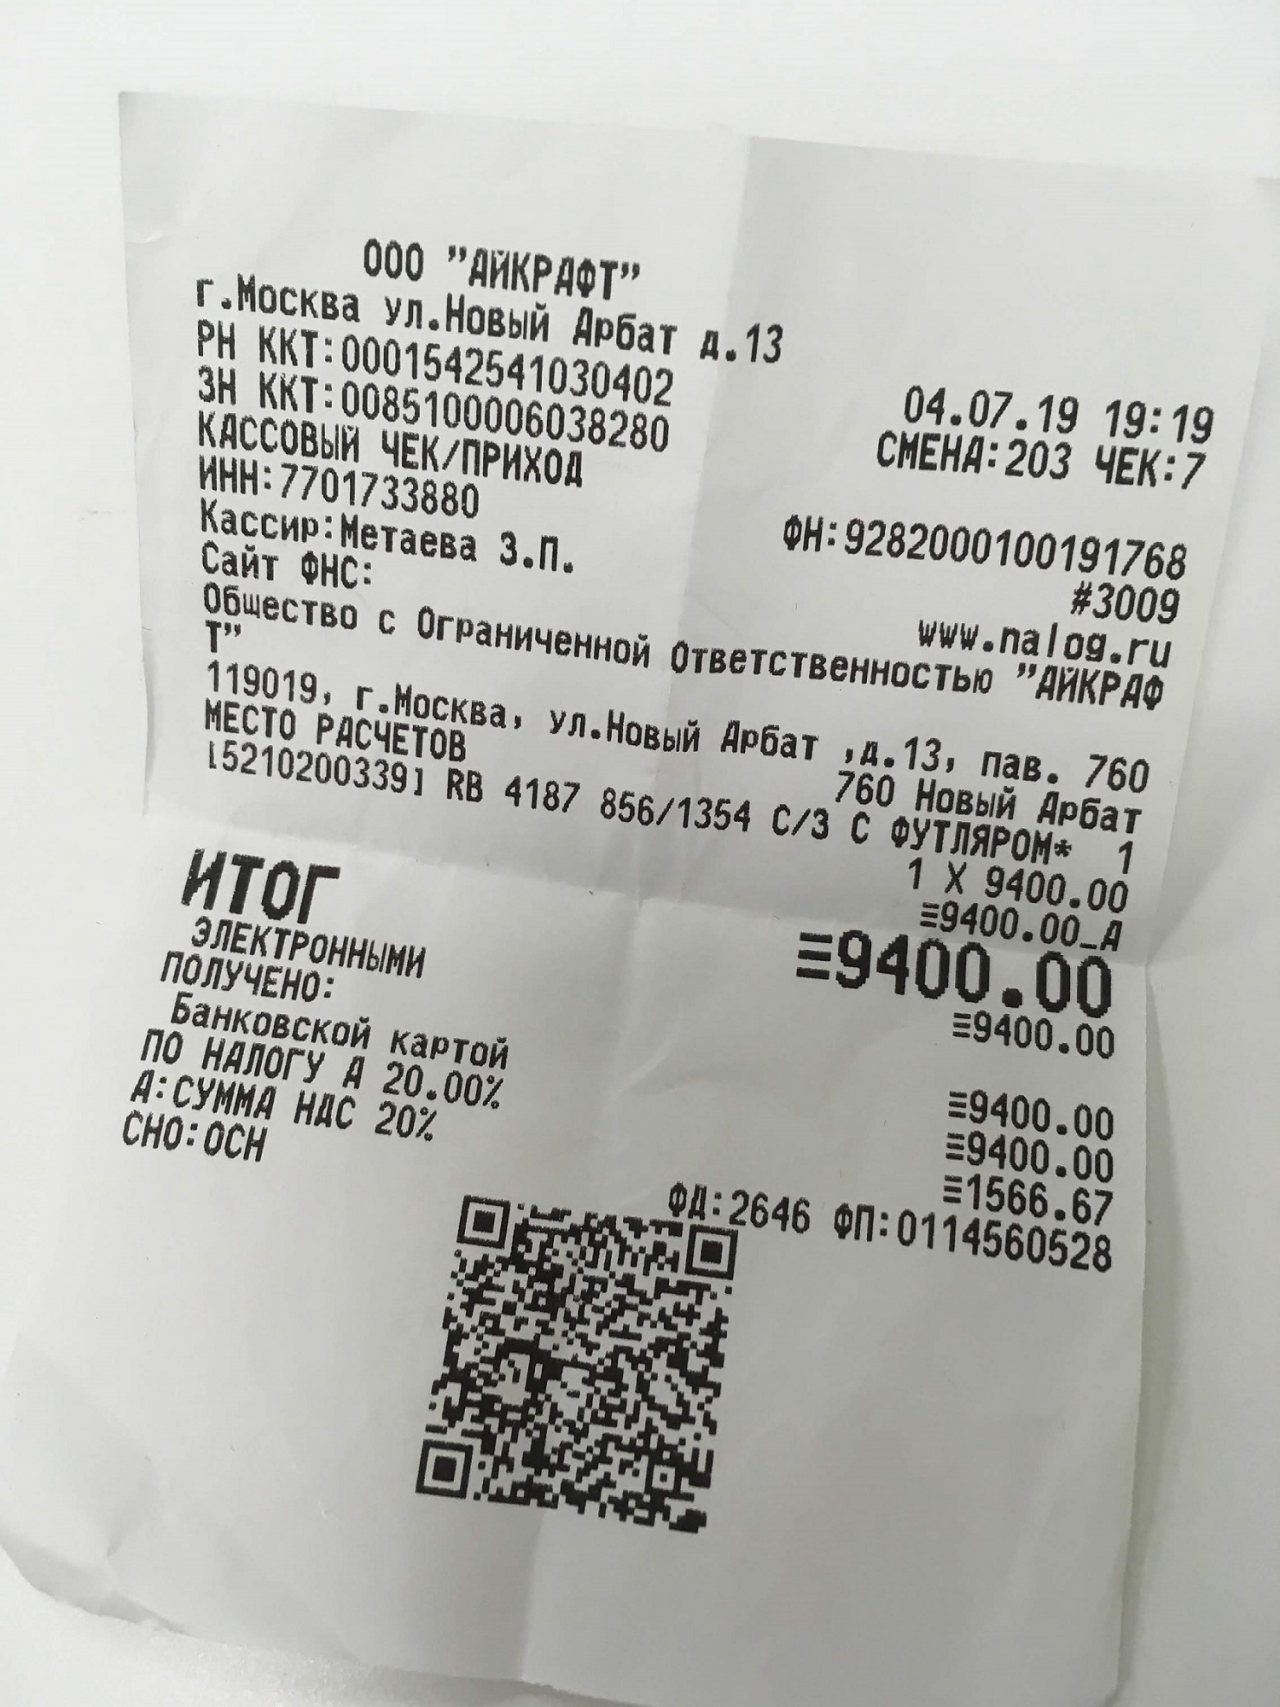 ООО "АЙКРАФТ"
г.Москва ул.Новый Арбат д.13
РН ККТ:0001542541030402 04.07.19 19:19
ЗН ККТ:0085100006038280 СМЕНА:203 ЧЕК:7
КАССОВЫЙ ЧЕК/ПРИХОД
ИНН:7701733880 ФН:9282000100191768
Кассир:Метаева З.П. #3009
Сайт ФНС: www.nalog.ru
Общество с Ограниченной Ответственностью "АЙКРАФ
Т"
119019, г.Москва, ул.Новый Арбат ,д.13, пав. 760
МЕСТО РАСЧЕТОВ 760 Новый Арбат
[5210200339] RB 4187 856/1354 С/З С ФУТЛЯРОМ* 1
1 X 9400.00
≡9400.00_А
ИТОГ ≡9400.00
ЭЛЕКТРОННЫМИ ≡9400.00
ПОЛУЧЕНО:
Банковской картой ≡9400.00
ПО НАЛОГУ А 20.00% ≡9400.00
А:СУММА НДС 20% ≡1566.67
СНО:ОСН ФД:2646 ФП:0114560528